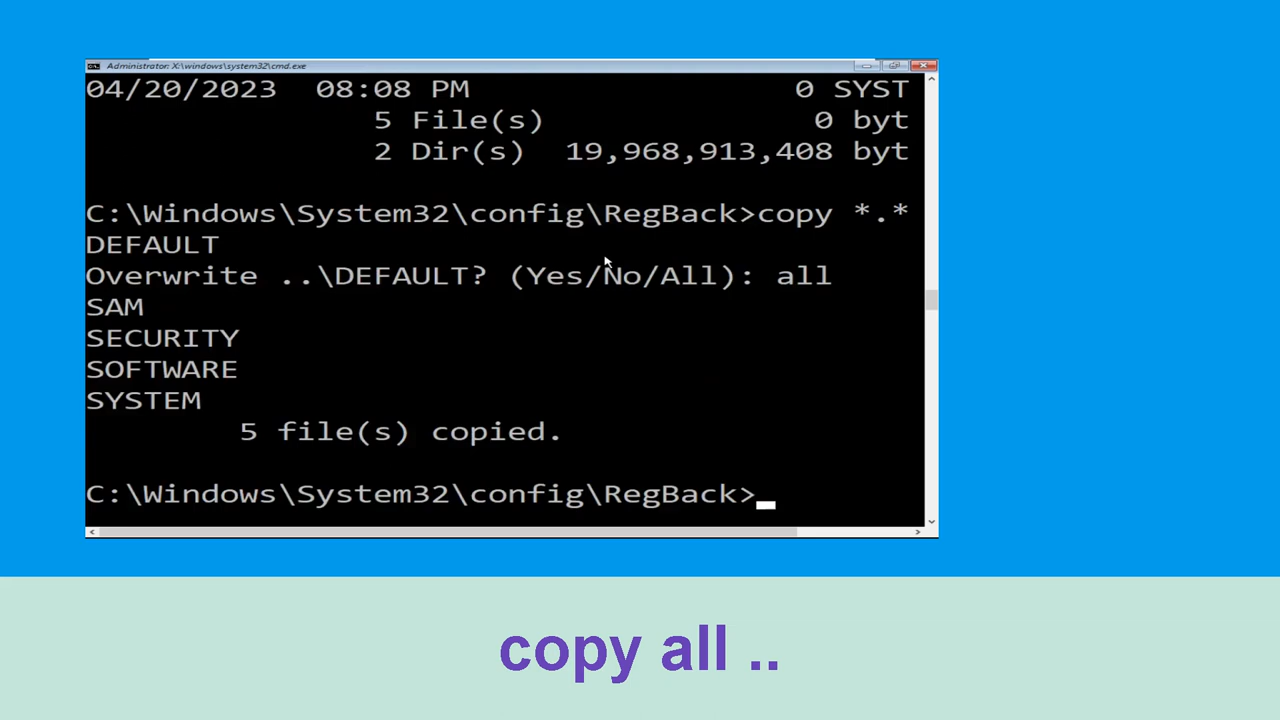 Administrator: X:\windows\system32\cmd.exe
04/20/2023 08:08 PM 0 SYST
5 File(s) 0 byt
2 Dir(s) 19,968,913,408 byt
C:\Windows\System32\config\RegBack>copy *.*
DEFAULT
Overwrite ..\DEFAULT? (Yes/No/All): all
SAM
SECURITY
SOFTWARE
SYSTEM
5 file(s) copied.
C:\Windows\System32\config\RegBack>
copy all ..